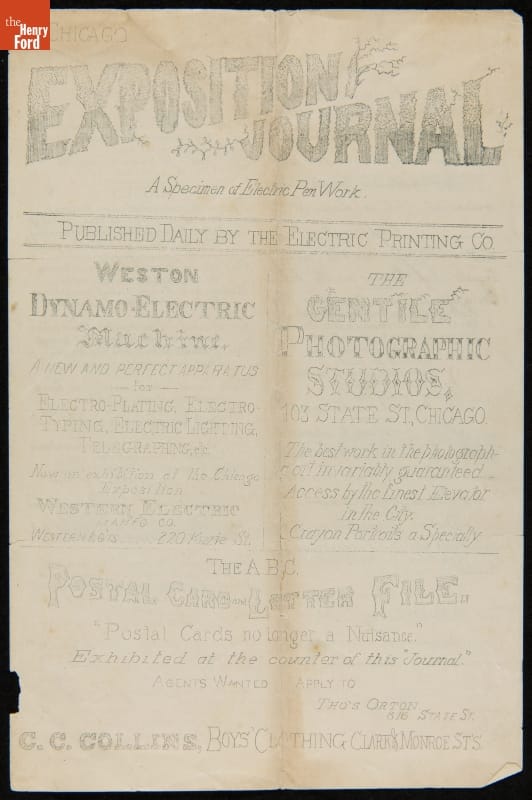 the
Henry
Ford
CHICAGO
EXPOSITION
JOURNAL
A Specimen of Electric Pen Work.
PUBLISHED DAILY BY THE ELECTRIC PRINTING CO.
WESTON
DYNAMO-ELECTRIC
Machine,
A NEW AND PERFECT APPARATUS
for
ELECTRO-PLATING, ELECTRO-
TYPING, ELECTRIC LIGHTING,
TELEGRAPHING, etc.
Now on exhibition at the Chicago
Exposition
WESTERN ELECTRIC
MANFG CO.
WESTERN AG'TS 220 Kinzie St.
THE
GENTILE
PHOTOGRAPHIC
STUDIOS,
103 STATE ST., CHICAGO.
The best work in the photograph-
ic art invariably guaranteed
Access by the finest Elevator
in the City.
Crayon Portraits a Specialty
THE A.B.C.
POSTAL CARD AND LETTER FILE.
"Postal Cards no longer a Nuisance."
Exhibited at the counter of this "Journal."
AGENTS WANTED APPLY TO
THO'S ORTON
STATE ST.
C. C. COLLINS, BOYS' CLOTHING CLARK & MONROE ST'S.